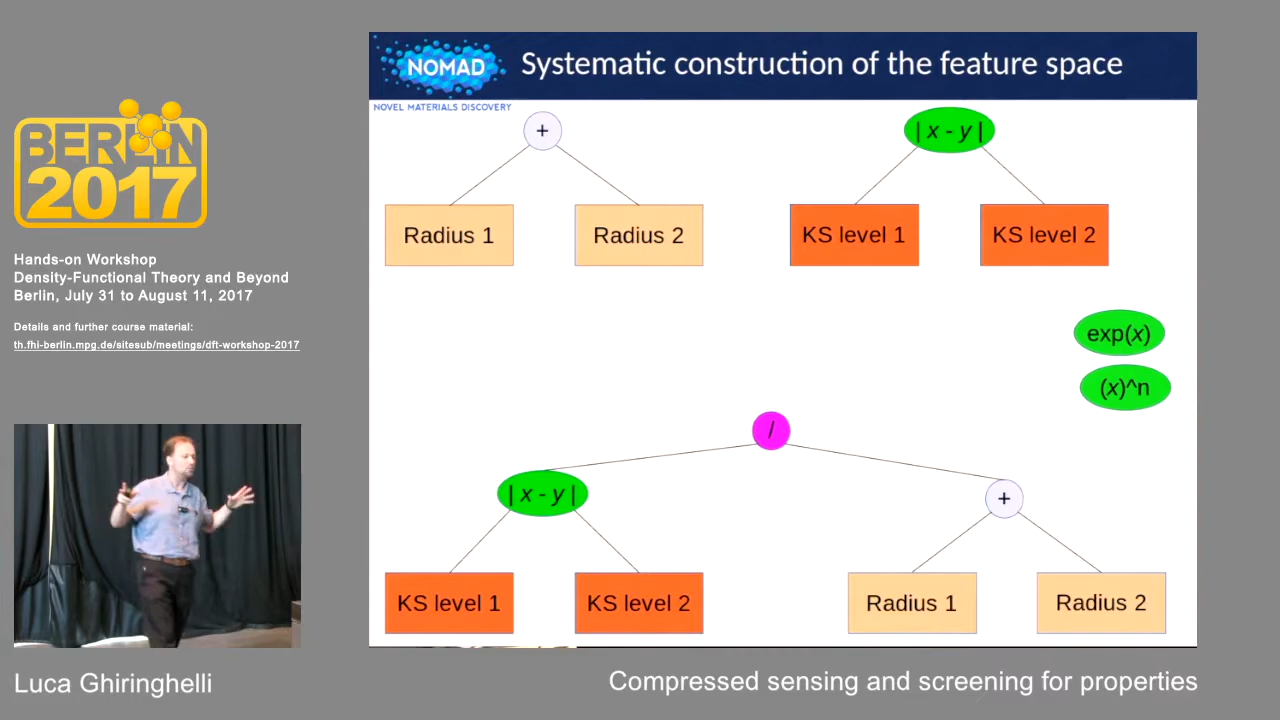 BERLIN
2017
Hands-on Workshop
Density-Functional Theory and Beyond
Berlin, July 31 to August 11, 2017
Details and further course material:
th.fhi-berlin.mpg.de/sitesub/meetings/dft-workshop-2017
NOMAD
NOVEL MATERIALS DISCOVERY
Systematic construction of the feature space
+
| x - y |
Radius 1
Radius 2
KS level 1
KS level 2
exp(x)
(x)^n
/
| x - y |
+
KS level 1
KS level 2
Radius 1
Radius 2
Luca Ghiringhelli
Compressed sensing and screening for properties